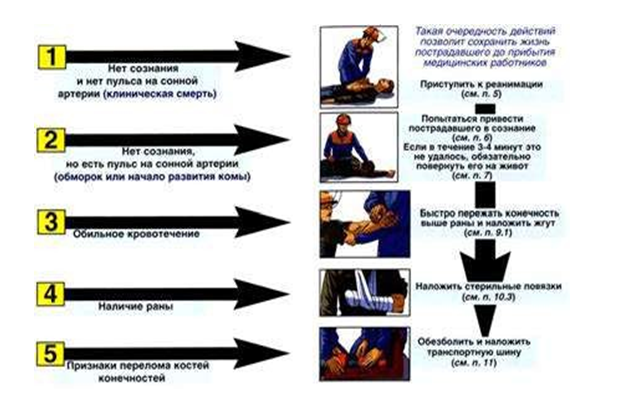 Такая очередность действий
позволит сохранить жизнь
пострадавшего до прибытия
медицинских работников
1
Нет сознания
и нет пульса на сонной
артерии (клиническая смерть)
Приступить к реанимации
(см. п. 5)
2
Нет сознания,
но есть пульс на сонной артерии
(обморок или начало развития комы)
Попытаться привести
пострадавшего в сознание
(см. п. 6)
Если в течение 3-4 минут это
не удалось, обязательно
повернуть его на живот
(см. п. 7)
3
Обильное кровотечение
Быстро пережать конечность
выше раны и наложить жгут
(см. п. 9.1)
4
Наличие раны
Наложить стерильные повязки
(см. п. 10.3)
5
Признаки перелома костей
конечностей
Обезболить и наложить
транспортную шину
(см. п. 11)